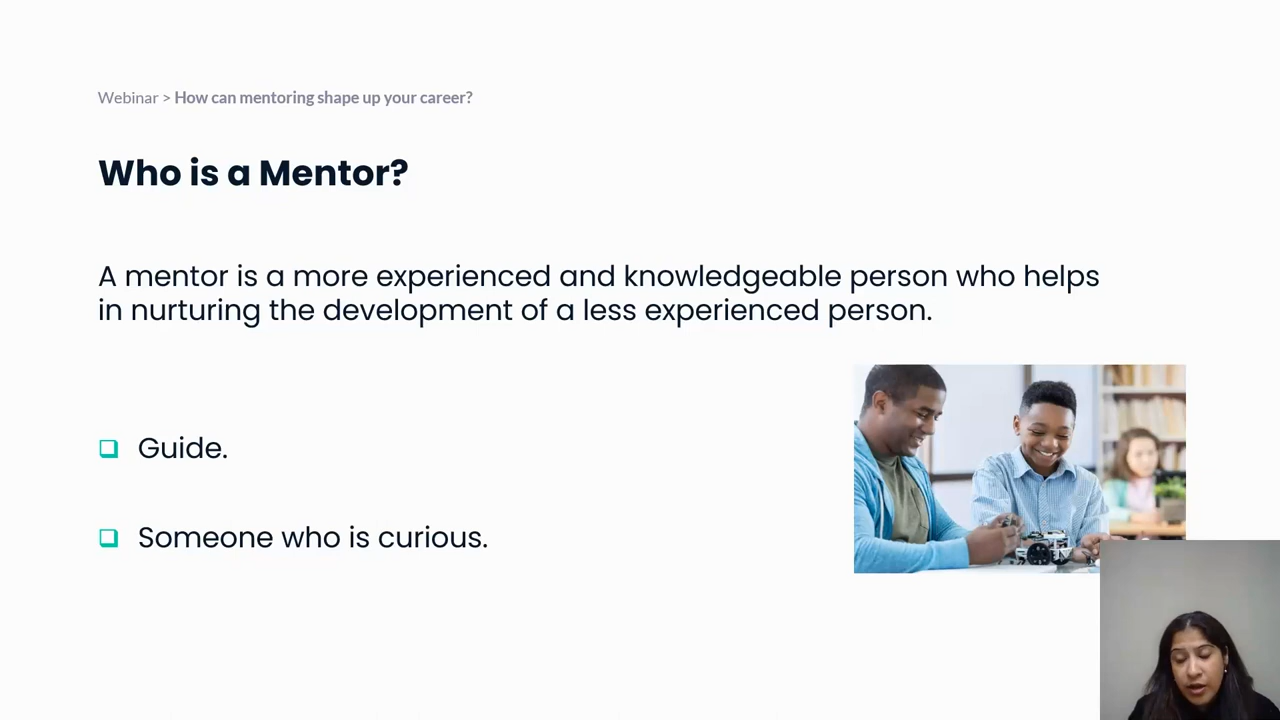 Webinar > How can mentoring shape up your career?
Who is a Mentor?
A mentor is a more experienced and knowledgeable person who helps
in nurturing the development of a less experienced person.
Guide.
Someone who is curious.